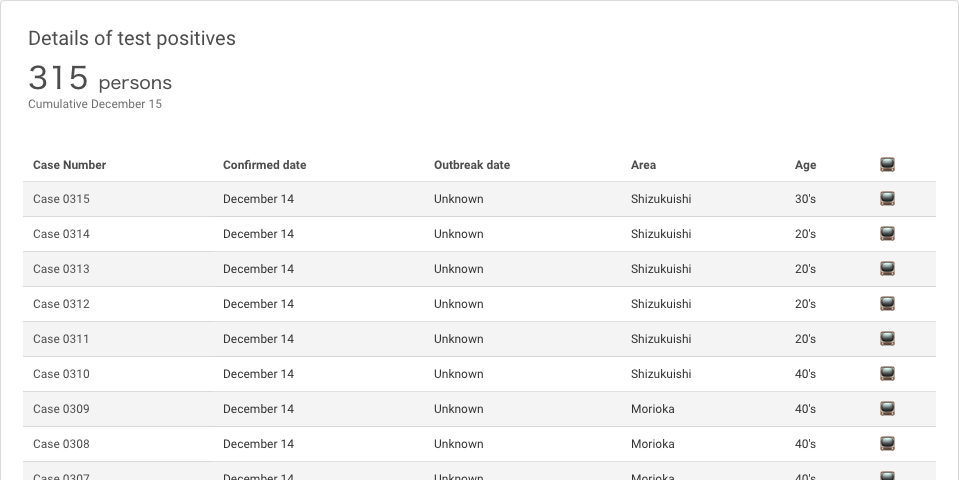 Details of test positives
315 persons
Cumulative December 15
Case Number Confirmed date Outbreak date Area Age
Case 0315 December 14 Unknown Shizukuishi 30's
Case 0314 December 14 Unknown Shizukuishi 20's
Case 0313 December 14 Unknown Shizukuishi 20's
Case 0312 December 14 Unknown Shizukuishi 20's
Case 0311 December 14 Unknown Shizukuishi 20's
Case 0310 December 14 Unknown Shizukuishi 40's
Case 0309 December 14 Unknown Morioka 40's
Case 0308 December 14 Unknown Morioka 40's
Case 0307 December 14 Unknown Morioka 40's